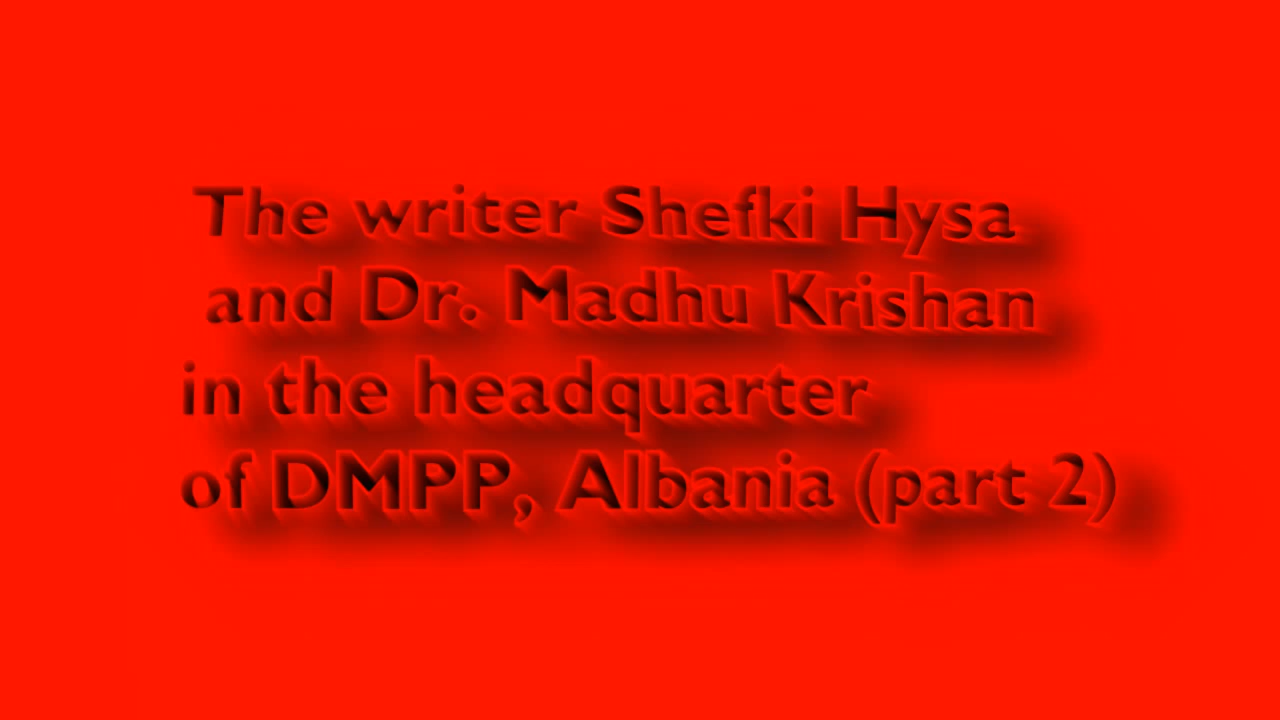 The writer Shefki Hysa
and Dr. Madhu Krishan
in the headquarter
of DMPP, Albania (part 2)